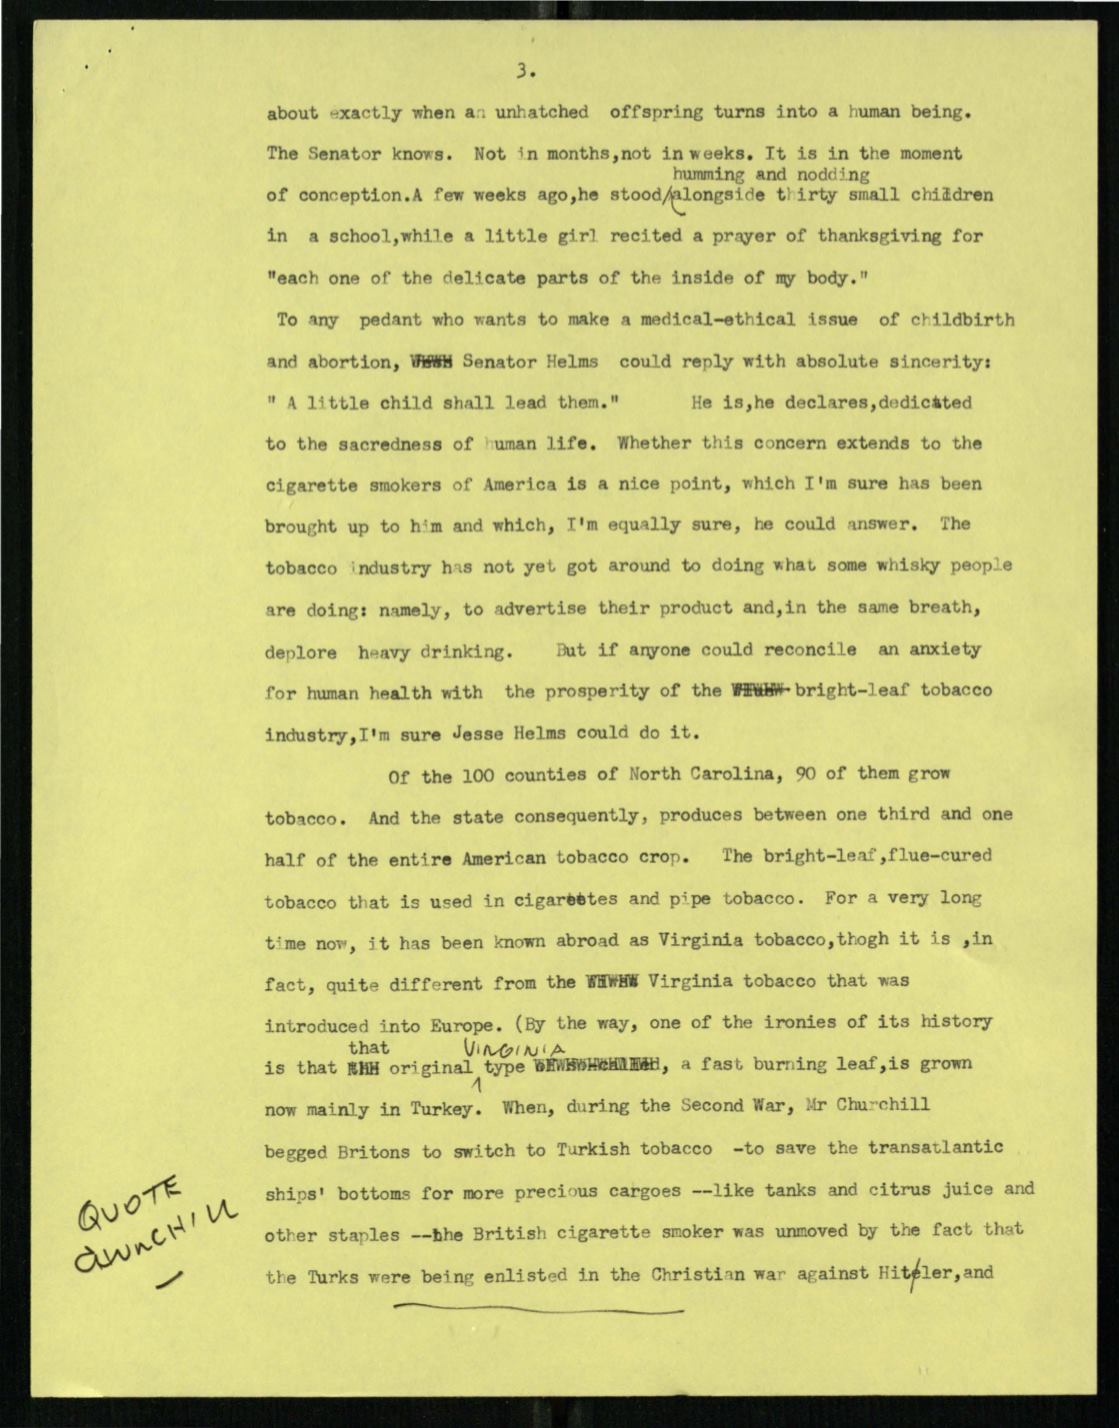 3.
about exactly when an unhatched offspring turns into a human being.
The Senator knows. Not in months,not in weeks. It is in the moment
humming and nodding
of conception.A few weeks ago,he stood/alongside thirty small children
in a school,while a little girl recited a prayer of thanksgiving for
"each one of the delicate parts of the inside of my body."
To any pedant who wants to make a medical-ethical issue of childbirth
and abortion, Senator Helms could reply with absolute sincerity:
" A little child shall lead them." He is,he declares,dedicated
to the sacredness of human life. Whether this concern extends to the
cigarette smokers of America is a nice point, which I'm sure has been
brought up to him and which, I'm equally sure, he could answer. The
tobacco industry has not yet got around to doing what some whisky people
are doing: namely, to advertise their product and,in the same breath,
deplore heavy drinking. But if anyone could reconcile an anxiety
for human health with the prosperity of the bright-leaf tobacco
industry,I'm sure Jesse Helms could do it.
Of the 100 counties of North Carolina, 90 of them grow
tobacco. And the state consequently, produces between one third and one
half of the entire American tobacco crop. The bright-leaf,flue-cured
tobacco that is used in cigarettes and pipe tobacco. For a very long
time now, it has been known abroad as Virginia tobacco,thogh it is ,in
fact, quite different from the Virginia tobacco that was
introduced into Europe. (By the way, one of the ironies of its history
that VIRGINIA
is that original type , a fast burning leaf,is grown
now mainly in Turkey. When, during the Second War, Mr Churchill
begged Britons to switch to Turkish tobacco -to save the transatlantic
ships' bottoms for more precious cargoes --like tanks and citrus juice and
other staples --the British cigarette smoker was unmoved by the fact that
the Turks were being enlisted in the Christian war against Hitler,and
QUOTE
CHURCHILL